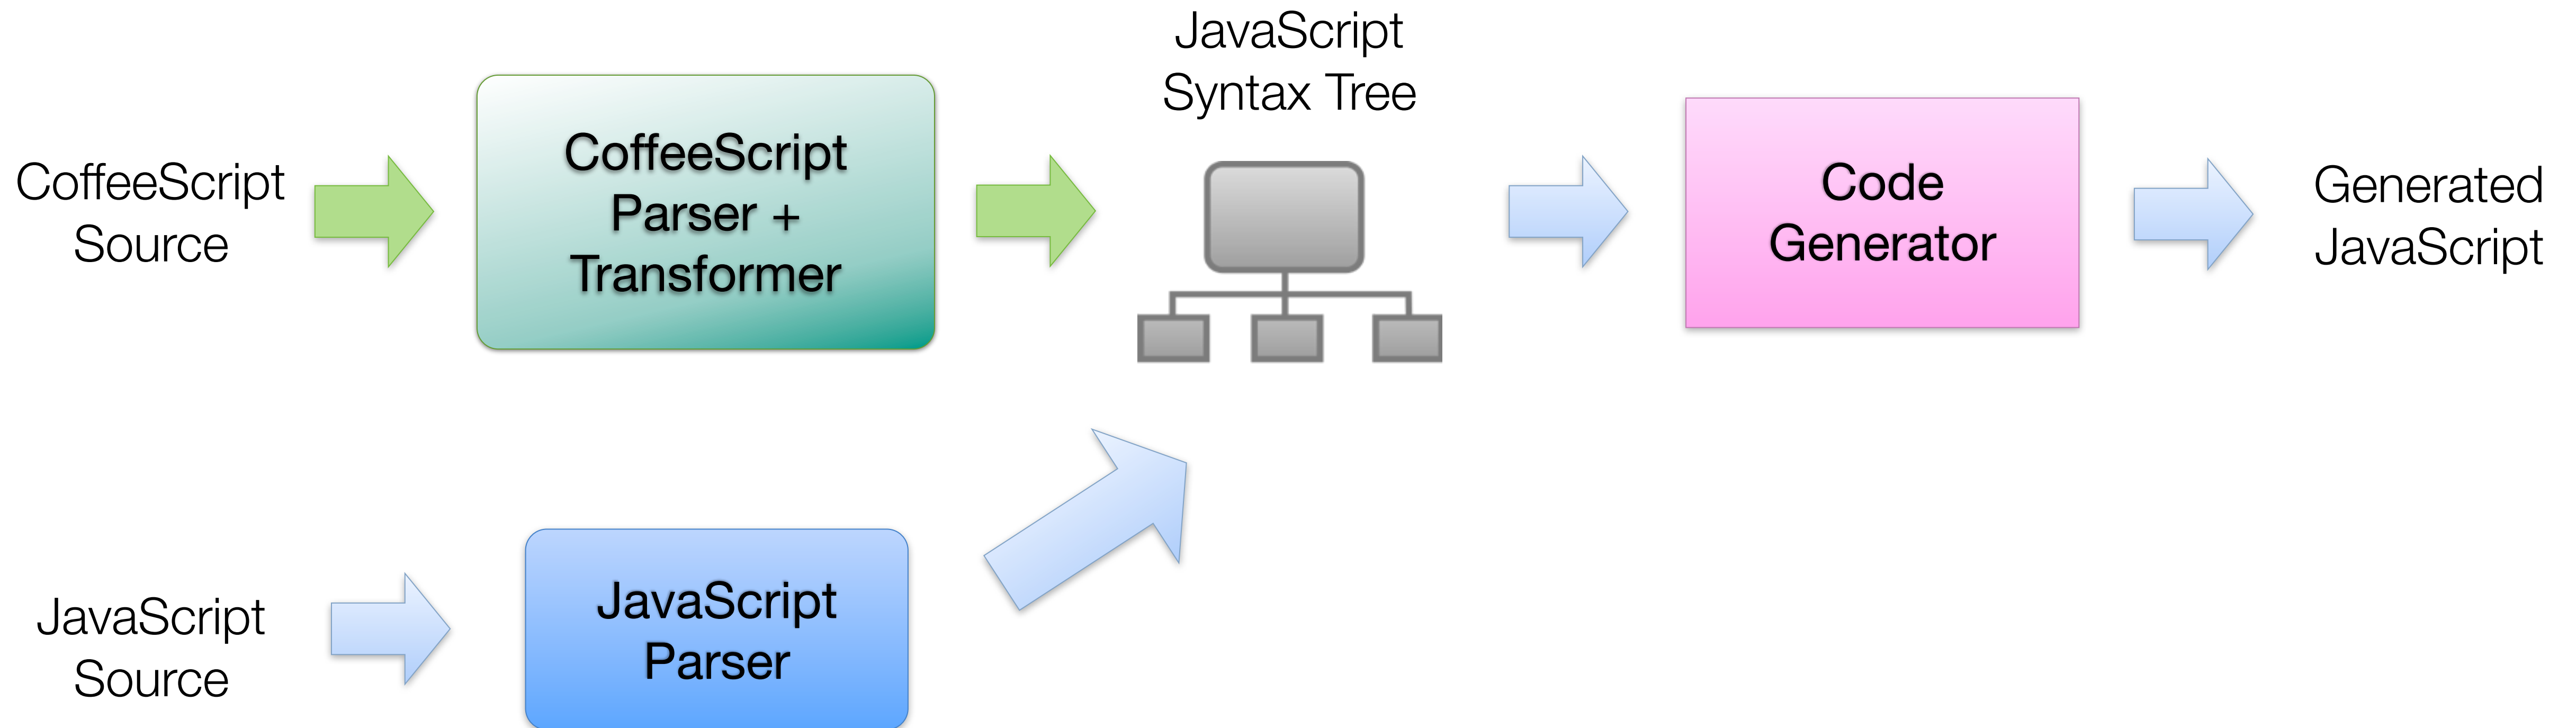 JavaScript
Syntax Tree
CoffeeScript
Source
CoffeeScript
Parser +
Transformer
Code
Generator
Generated
JavaScript
JavaScript
Source
JavaScript
Parser